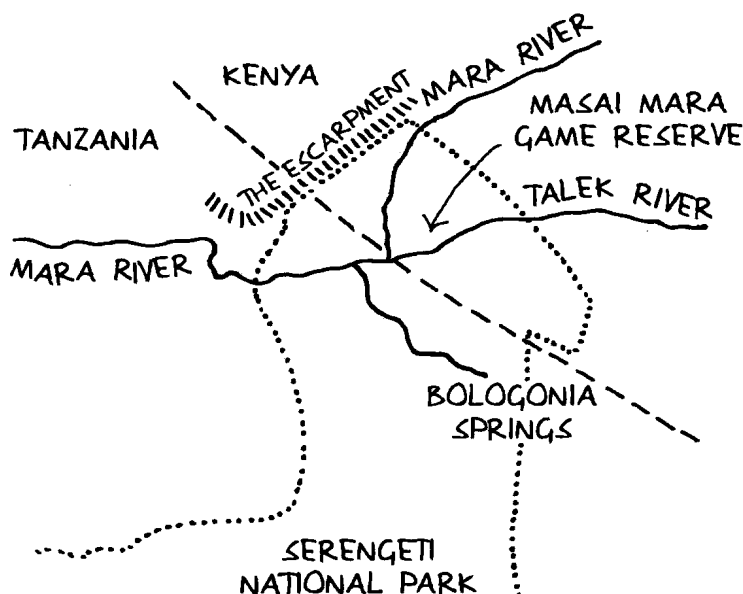 KENYA
THE ESCARPMENT
MARA RIVER
TANZANIA
MASAI MARA
GAME RESERVE
TALEK RIVER
MARA RIVER
BOLOGONIA
SPRINGS
SERENGETI
NATIONAL PARK